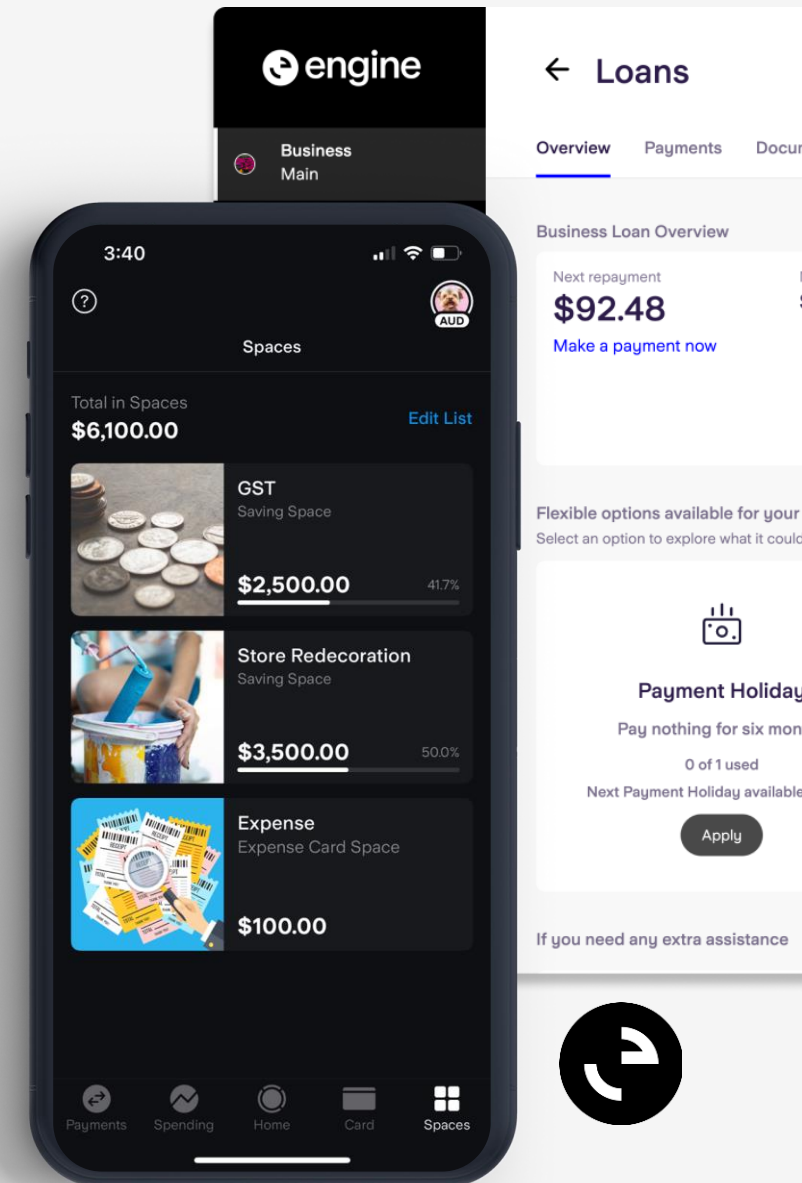 engine
Business
Main
← Loans
Overview Payments
Business Loan Overview
Next repayment
$92.48
Make a payment now
Flexible options available for your
Select an option to explore what it could
Payment Holiday
Pay nothing for six
0 of 1 used
Next Payment Holiday available
Apply
If you need any extra assistance
3:40
?
AUD
Spaces
Total in Spaces
$6,100.00
Edit List
GST
Saving Space
$2,500.00 41.7%
Store Redecoration
Saving Space
$3,500.00 50.0%
Expense
Expense Card Space
$100.00
RECEIPT
Payments Spending Home Card Spaces